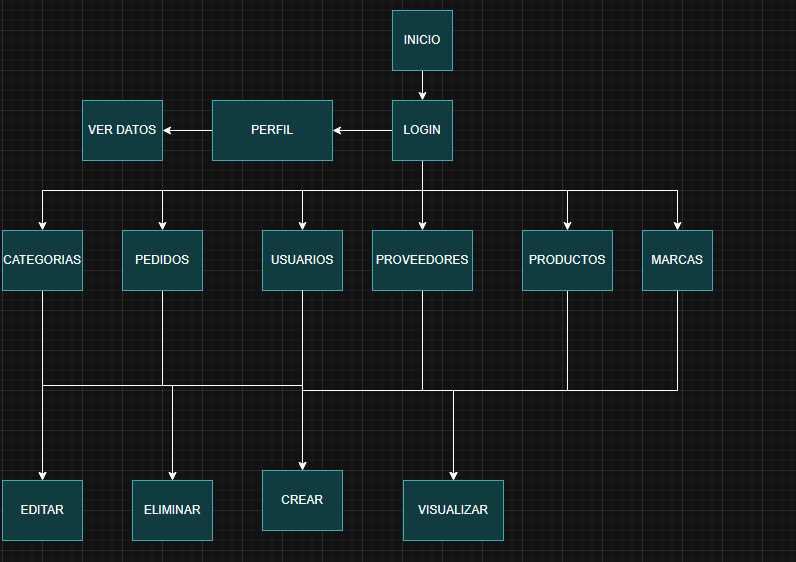 INICIO
VER DATOS
PERFIL
LOGIN
CATEGORIAS
PEDIDOS
USUARIOS
PROVEEDORES
PRODUCTOS
MARCAS
EDITAR
ELIMINAR
CREAR
VISUALIZAR